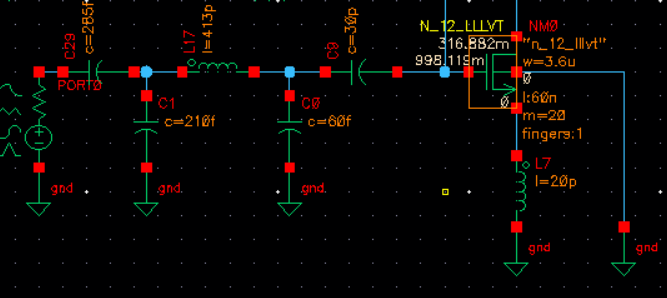 C29
c=285f
PORT0
gnd
C1
c=210f
gnd
L17
l=413p
C0
c=60f
gnd
C9
c=30p
N_12_LLLVT
316.882m
998.119m
NM0
"n_12_lllvt"
w=3.6u
0
l:60n
0
m=20
fingers:1
L7
l=20p
gnd
gnd